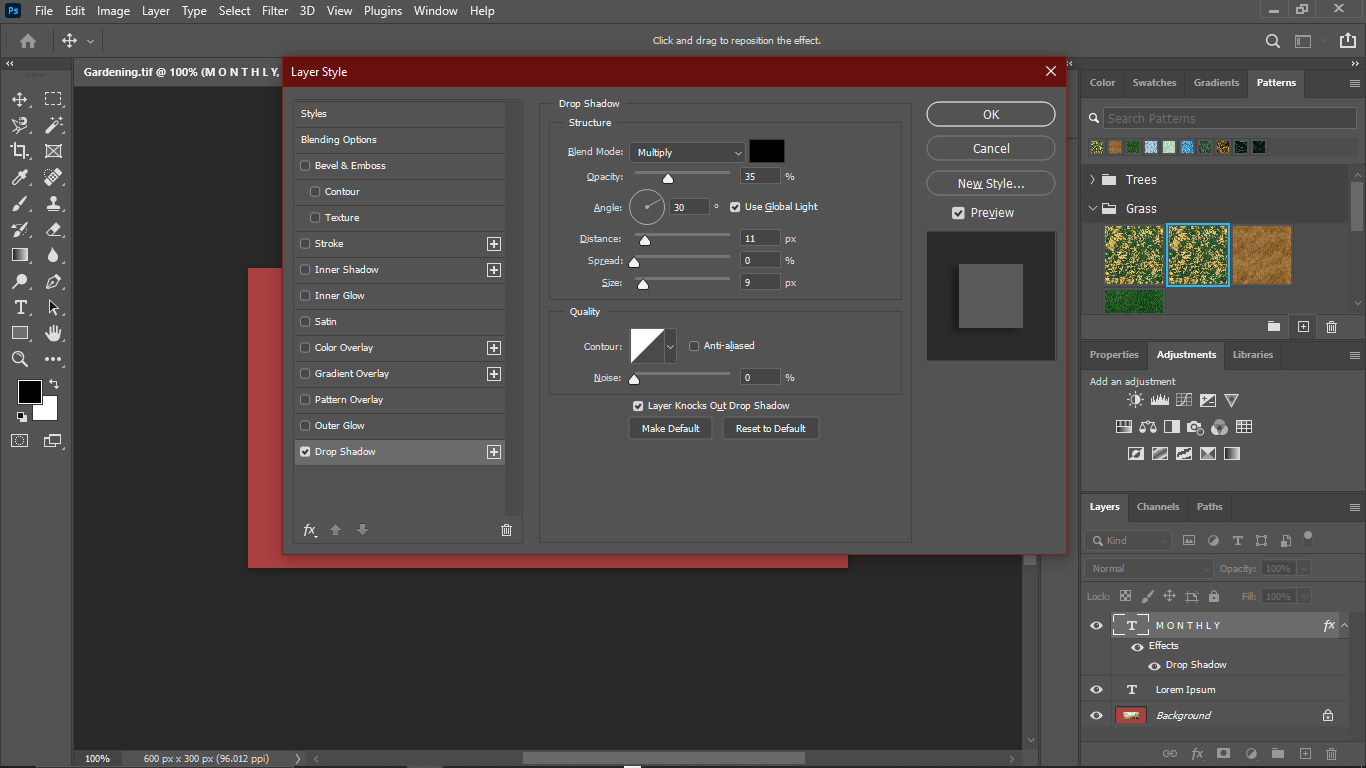 Ps File Edit Image Layer Type Select Filter 3D View Plugins Window Help
Click and drag to reposition the effect.
Gardening.tif @ 100% (M O N T H L Y,
Layer Style
Styles
Blending Options
Bevel & Emboss
Contour
Texture
Stroke
Inner Shadow
Inner Glow
Satin
Color Overlay
Gradient Overlay
Pattern Overlay
Outer Glow
Drop Shadow
fx
Drop Shadow
Structure
Blend Mode: Multiply
Opacity: 35 %
Angle: 30 ° Use Global Light
Distance: 11 px
Spread: 0 %
Size: 9 px
Quality
Contour: Anti-aliased
Noise: 0 %
Layer Knocks Out Drop Shadow
Make Default Reset to Default
OK
Cancel
New Style...
Preview
Color Swatches Gradients Patterns
Search Patterns
Trees
Grass
Properties Adjustments Libraries
Add an adjustment
Layers Channels Paths
Kind
Normal Opacity: 100%
Lock: Fill: 100%
T M O N T H L Y fx
Effects
Drop Shadow
T Lorem Ipsum
Background
fx
100% 600 px x 300 px (96.012 ppi)